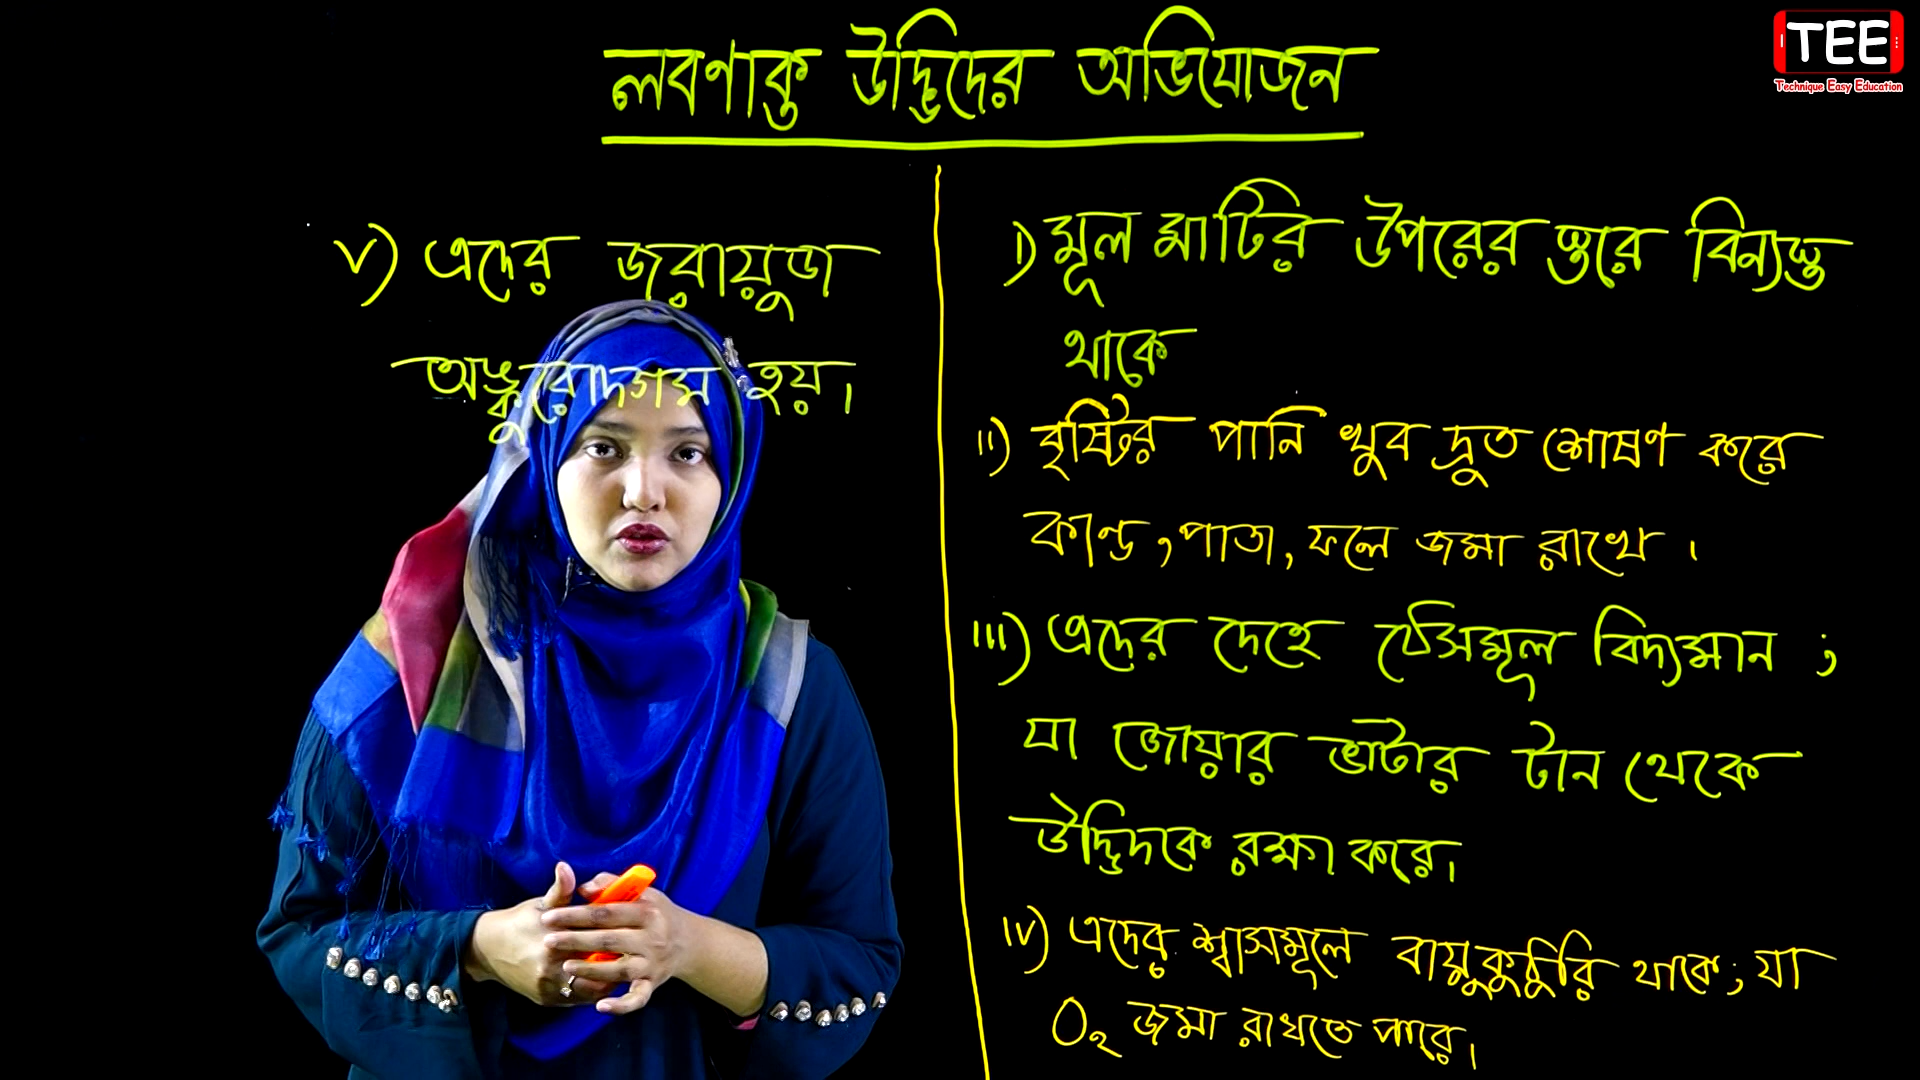 লবণাক্ত উদ্ভিদের অভিযোজন
TEE
Technique Easy Education
i) মূল মাটির উপরের স্তরে বিন্যস্ত
থাকে
ii) বৃষ্টির পানি খুব দ্রুত শোষণ করে
কান্ড, পাতা, ফলে জমা রাখে।
iii) এদের দেহে ঠেসমূল বিদ্যমান ;
যা জোয়ার ভাটার টান থেকে
উদ্ভিদকে রক্ষা করে।
iv) এদের শ্বাসমূলে বায়ুকুঠুরি থাকে; যা
O₂ জমা রাখতে পারে।
v) এদের জরায়ুজ
অঙ্কুরোদগম হয়।